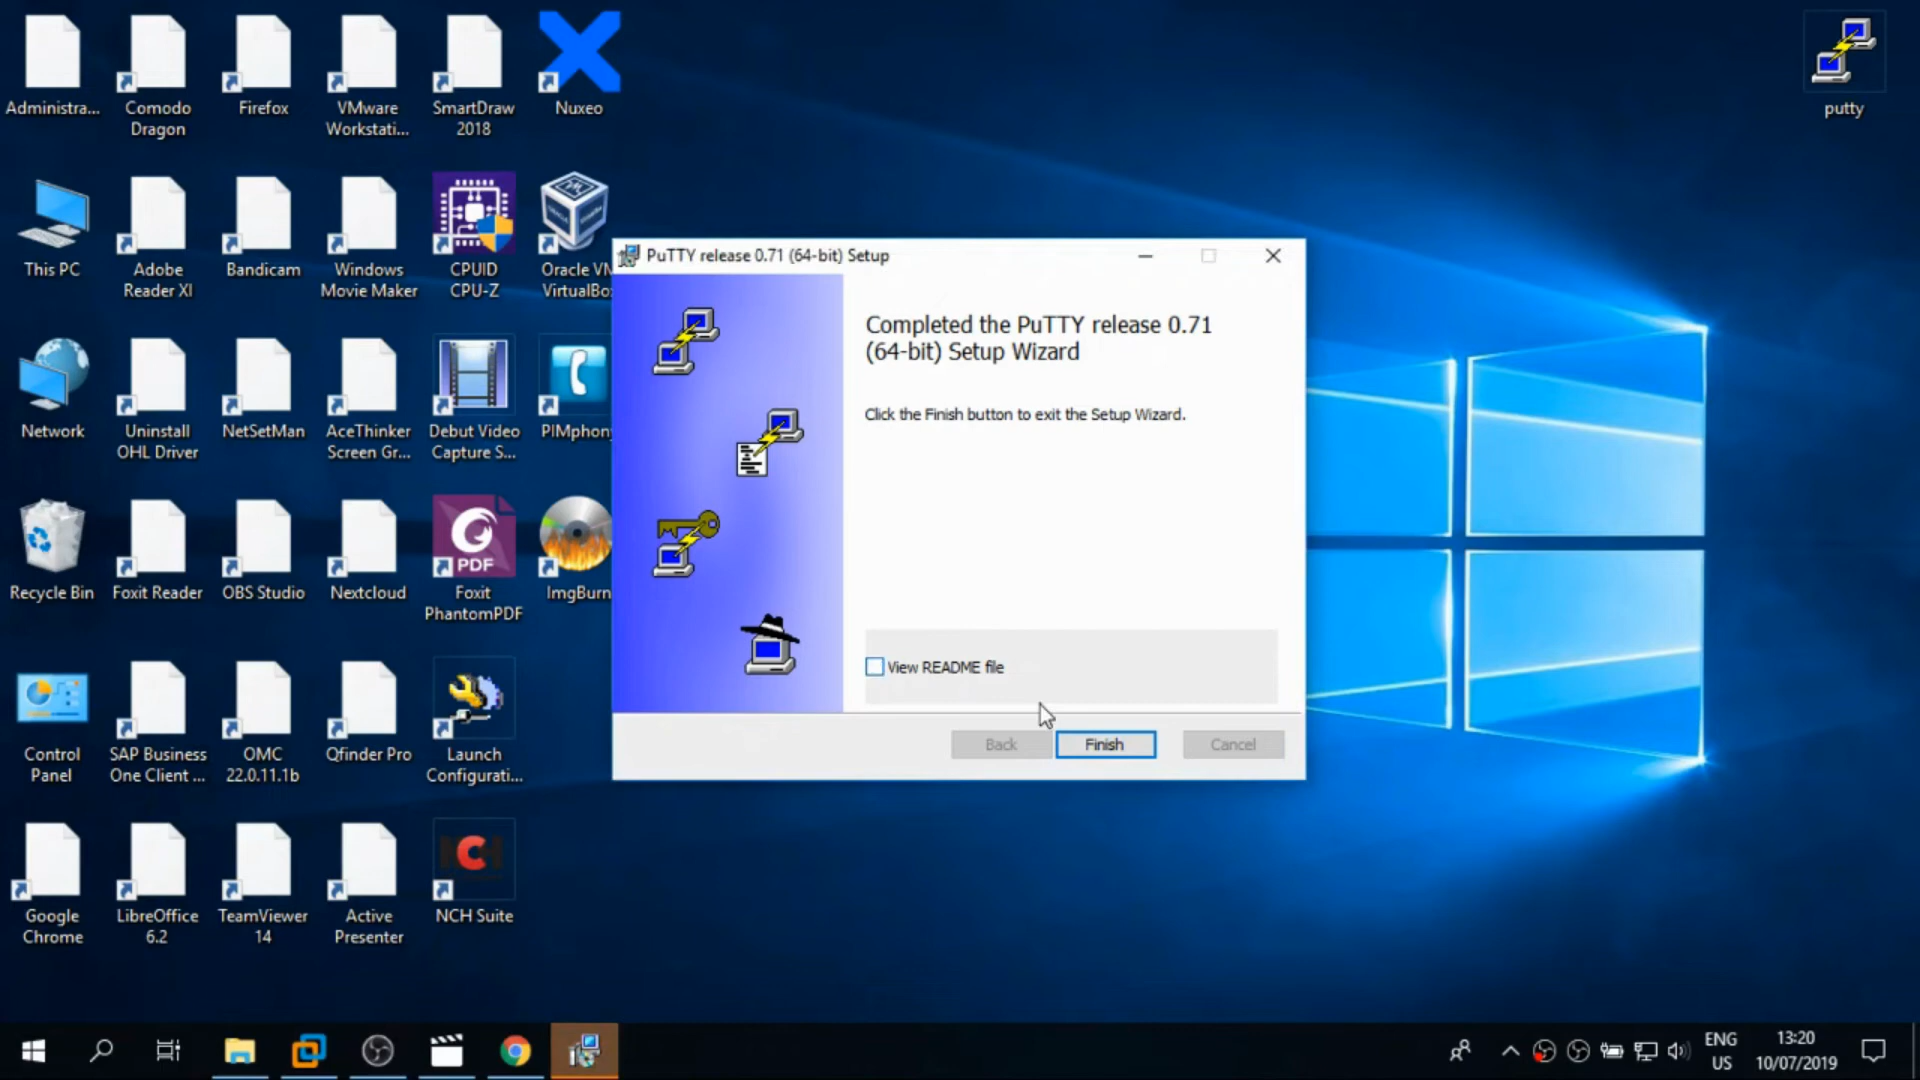 Administra...
Comodo
Dragon
Firefox
VMware
Workstati...
SmartDraw
2018
Nuxeo
putty
This PC
Adobe
Reader XI
Bandicam
Windows
Movie Maker
CPUID
CPU-Z
Oracle VM
VirtualBo
Network
Uninstall
OHL Driver
NetSetMan
AceThinker
Screen Gr...
Debut Video
Capture S...
PIMphony
Recycle Bin
Foxit Reader
OBS Studio
Nextcloud
PDF
Foxit
PhantomPDF
ImgBurn
Control
Panel
SAP Business
One Client ...
OMC
22.0.11.1b
Qfinder Pro
Launch
Configurati...
Google
Chrome
LibreOffice
6.2
TeamViewer
14
Active
Presenter
NCH
NCH Suite
PuTTY release 0.71 (64-bit) Setup
Completed the PuTTY release 0.71
(64-bit) Setup Wizard
Click the Finish button to exit the Setup Wizard.
View README file
Back
Finish
Cancel
ENG
US
13:20
10/07/2019